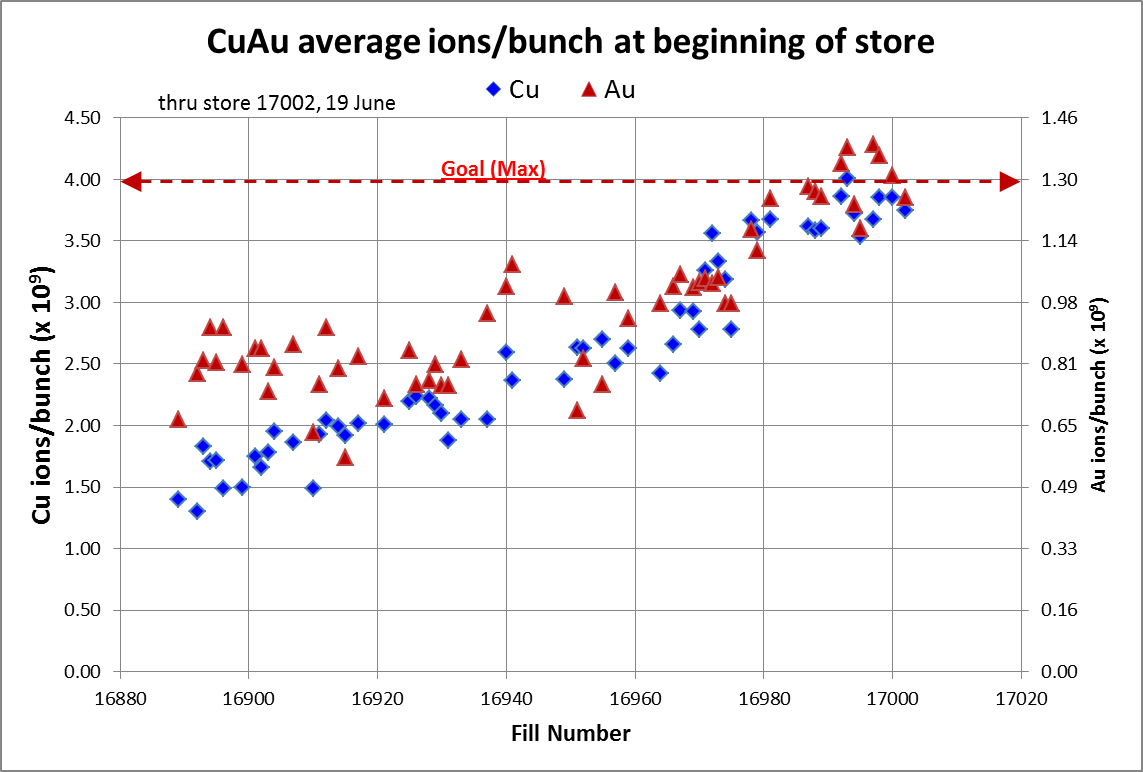 CuAu average ions/bunch at beginning of store
Cu Au
thru store 17002, 19 June
4.50 1.46
Goal (Max)
4.00 1.30
3.50 1.14
3.00 0.98
2.50 0.81
2.00 0.65
1.50 0.49
1.00 0.33
0.50 0.16
0.00 0.00
Cu ions/bunch (x 10⁹)
Au ions/bunch (x 10⁹)
16880 16900 16920 16940 16960 16980 17000 17020
Fill Number